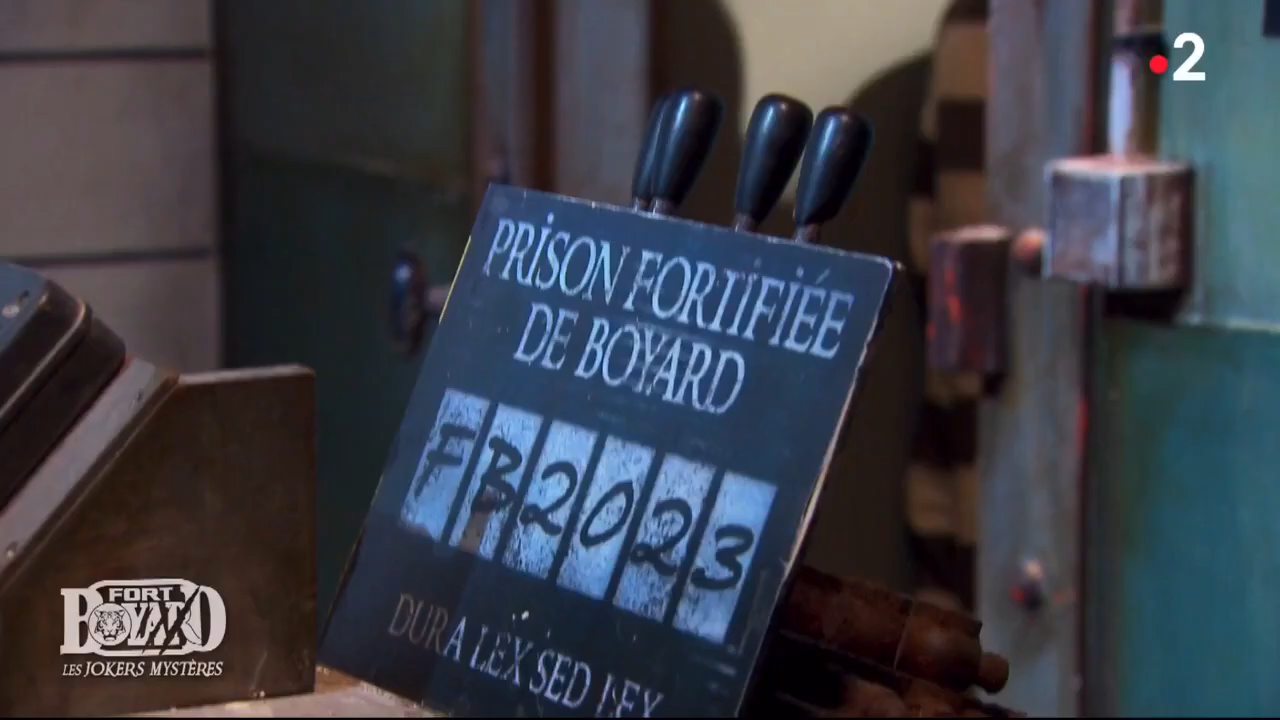 2
PRiSON FORTiFiÉE
DE BOYARD
FB2023
DURA LEX SED LEX
FORT
BOYARD
LES JOKERS MYSTÈRES